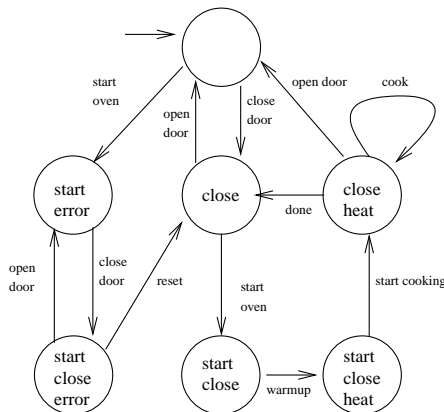 start
oven
open
door
close
door
open door
cook
start
error
close
close
heat
done
open
door
close
door
reset
start
oven
start cooking
start
close
error
start
close
warmup
start
close
heat